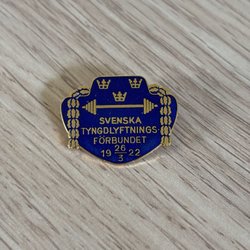 SVENSKA
TYNGDLYFTNINGS-
FÖRBUNDET
19 26/3 22